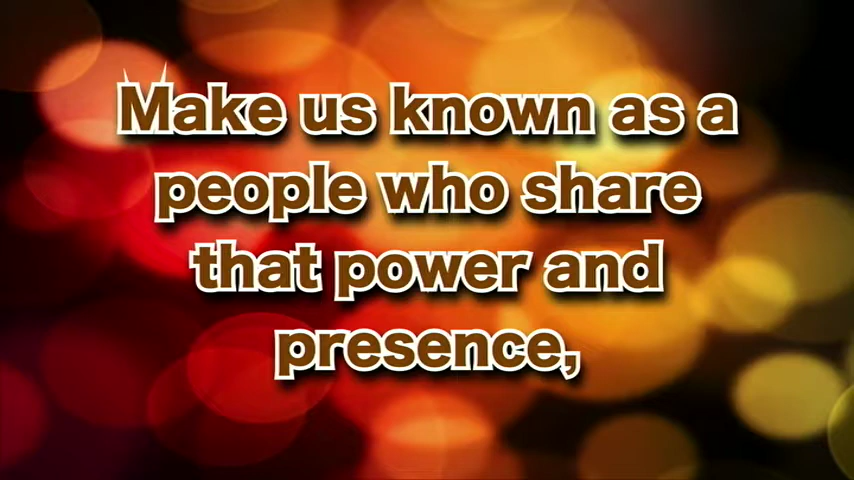 Make us known as a
people who share
that power and
presence,